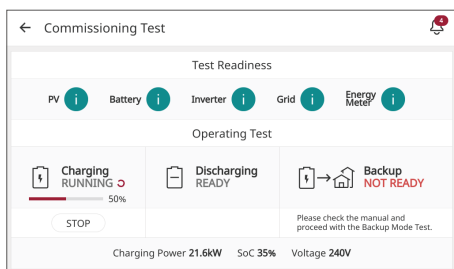 ← Commissioning Test 4
Test Readiness
PV i Battery i Inverter i Grid i Energy Meter i
Operating Test
Charging
RUNNING
50%
STOP
Discharging
READY
Backup
NOT READY
Please check the manual and
proceed with the Backup Mode Test.
Charging Power 21.6kW SoC 35% Voltage 240V